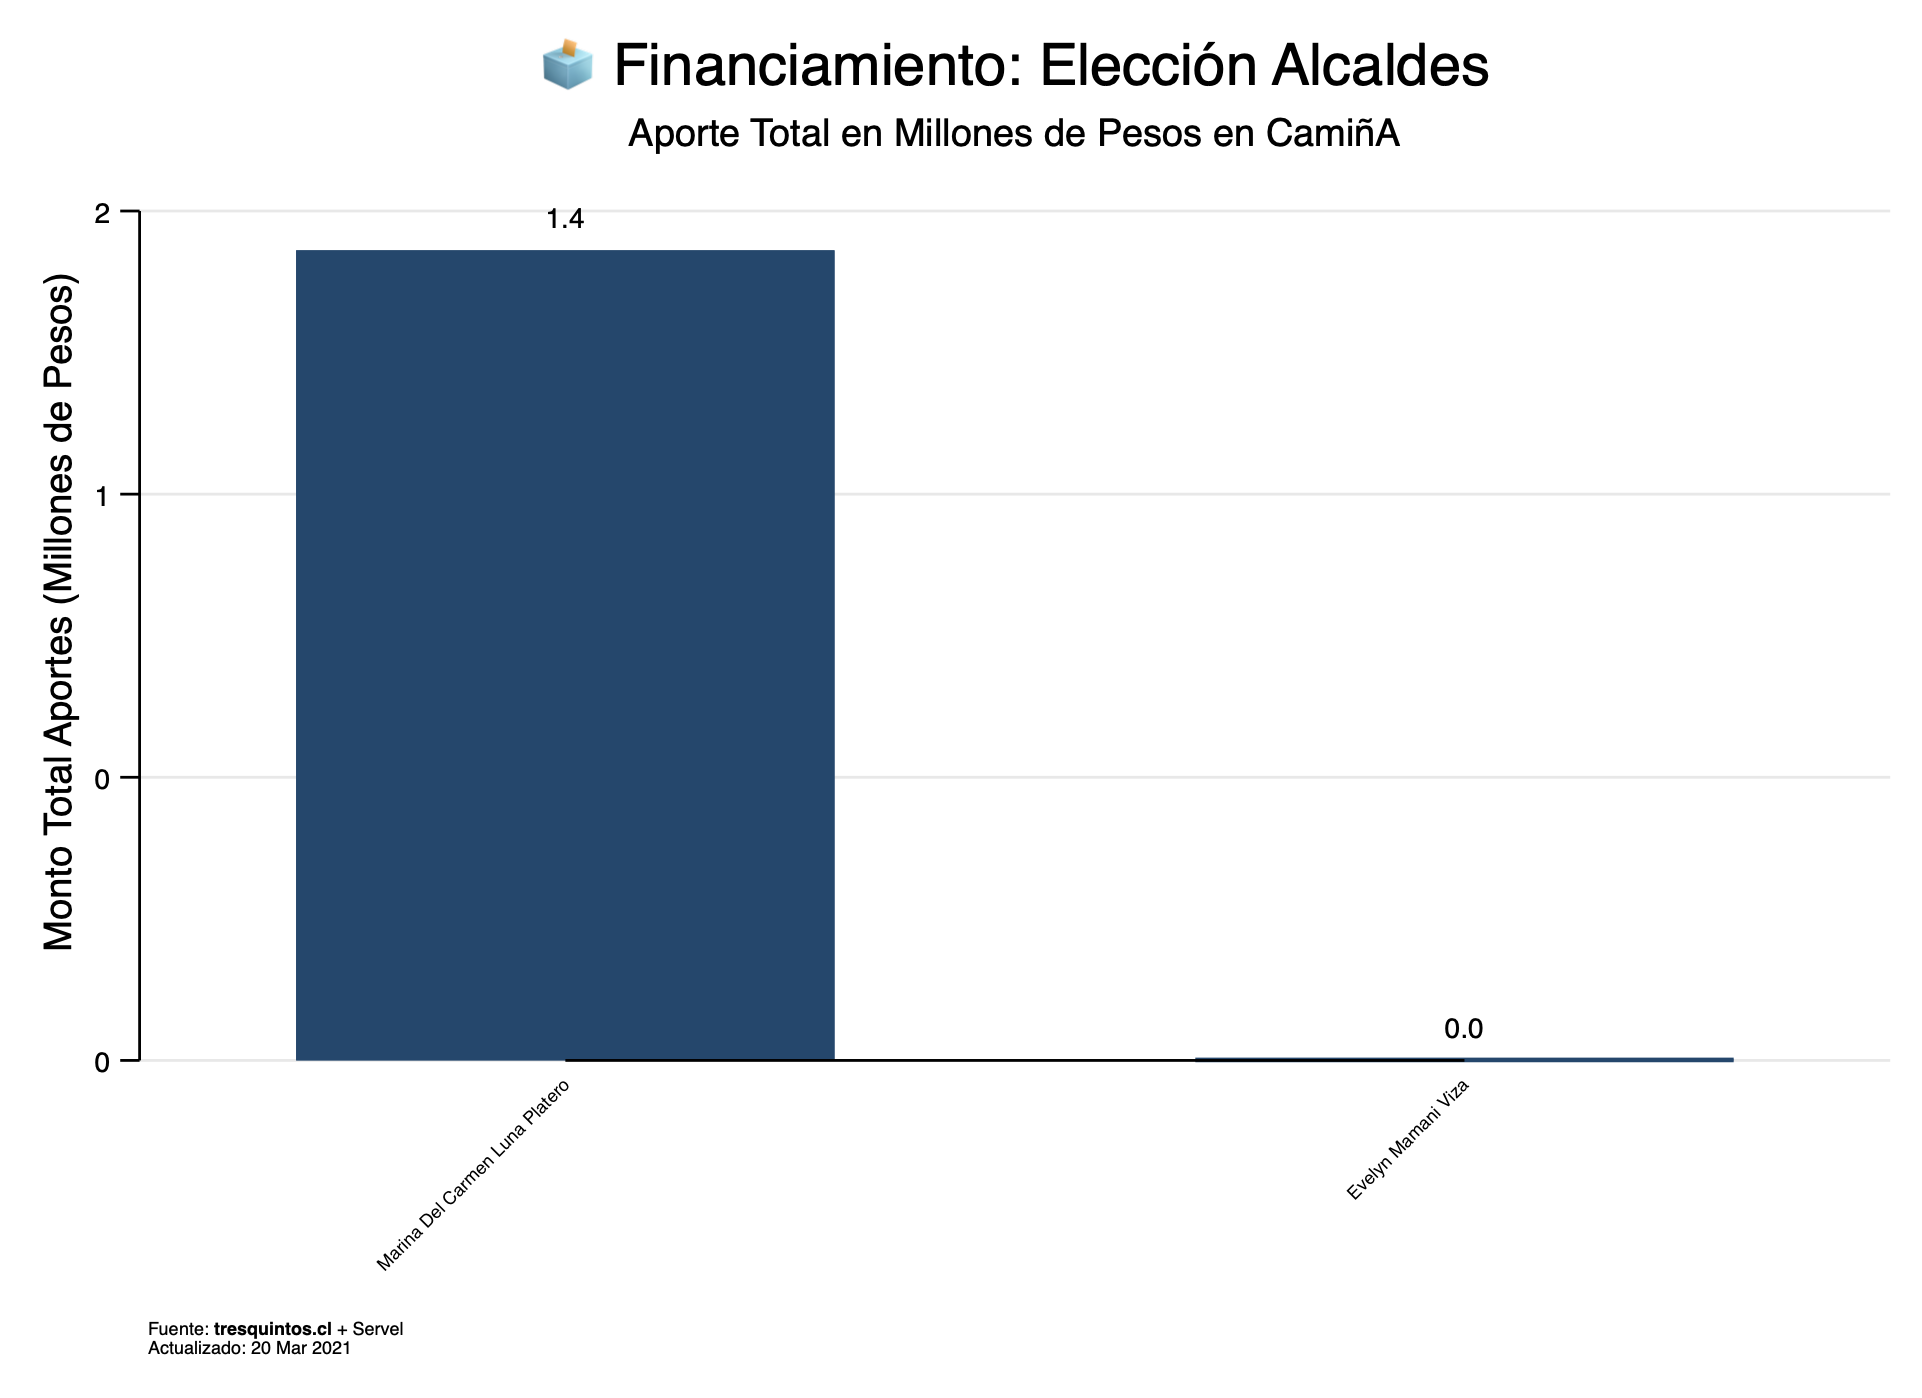 Financiamiento: Elección Alcaldes
Aporte Total en Millones de Pesos en CamiñA
Monto Total Aportes (Millones de Pesos)
2
1
0
0
1.4
0.0
Marina Del Carmen Luna Platero
Evelyn Mamani Viza
Fuente: tresquintos.cl + Servel
Actualizado: 20 Mar 2021